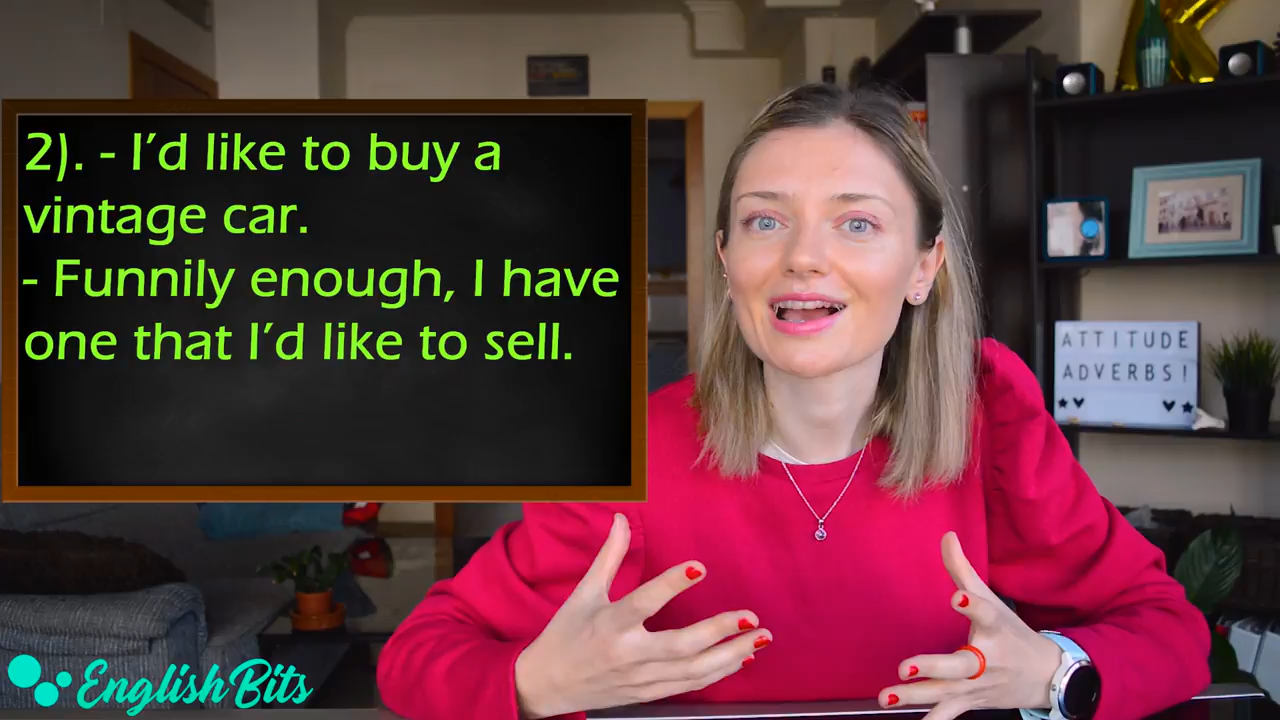 2). - I'd like to buy a
vintage car.
- Funnily enough, I have
one that I'd like to sell.
ATTITUDE
ADVERBS!
EnglishBits